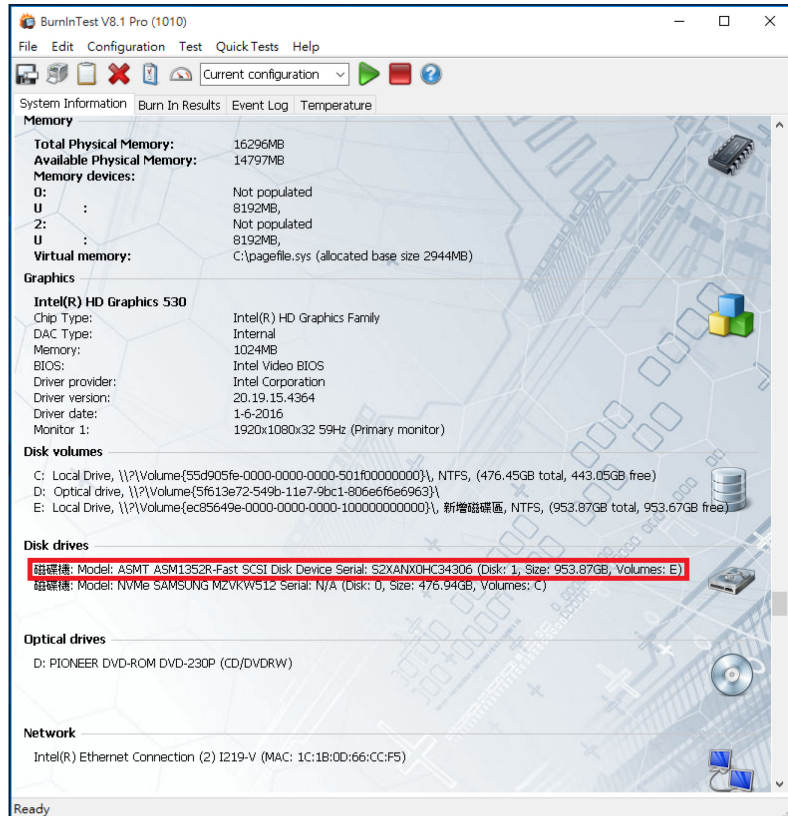 BurnInTest V8.1 Pro (1010)
File Edit Configuration Test Quick Tests Help
Current configuration
System Information Burn In Results Event Log Temperature
Memory
Total Physical Memory: 16296MB
Available Physical Memory: 14797MB
Memory devices:
0: Not populated
U : 8192MB,
2: Not populated
U : 8192MB,
Virtual memory: C:\pagefile.sys (allocated base size 2944MB)
Graphics
Intel(R) HD Graphics 530
Chip Type: Intel(R) HD Graphics Family
DAC Type: Internal
Memory: 1024MB
BIOS: Intel Video BIOS
Driver provider: Intel Corporation
Driver version: 20.19.15.4364
Driver date: 1-6-2016
Monitor 1: 1920x1080x32 59Hz (Primary monitor)
Disk volumes
C: Local Drive, \\?\Volume{55d905fe-0000-0000-0000-501f00000000}\, NTFS, (476.45GB total, 443.05GB free)
D: Optical drive, \\?\Volume{5f613e72-549b-11e7-9bc1-806e6f6e6963}\
E: Local Drive, \\?\Volume{ec85649e-0000-0000-0000-100000000000}\, 新增磁碟區, NTFS, (953.87GB total, 953.67GB free)
Disk drives
磁碟機: Model: ASMT ASM1352R-Fast SCSI Disk Device Serial: S2XANX0HC34306 (Disk: 1, Size: 953.87GB, Volumes: E)
磁碟機: Model: NVMe SAMSUNG MZVKW512 Serial: N/A (Disk: 0, Size: 476.94GB, Volumes: C)
Optical drives
D: PIONEER DVD-ROM DVD-230P (CD/DVDRW)
Network
Intel(R) Ethernet Connection (2) I219-V (MAC: 1C:1B:0D:66:CC:F5)
Ready